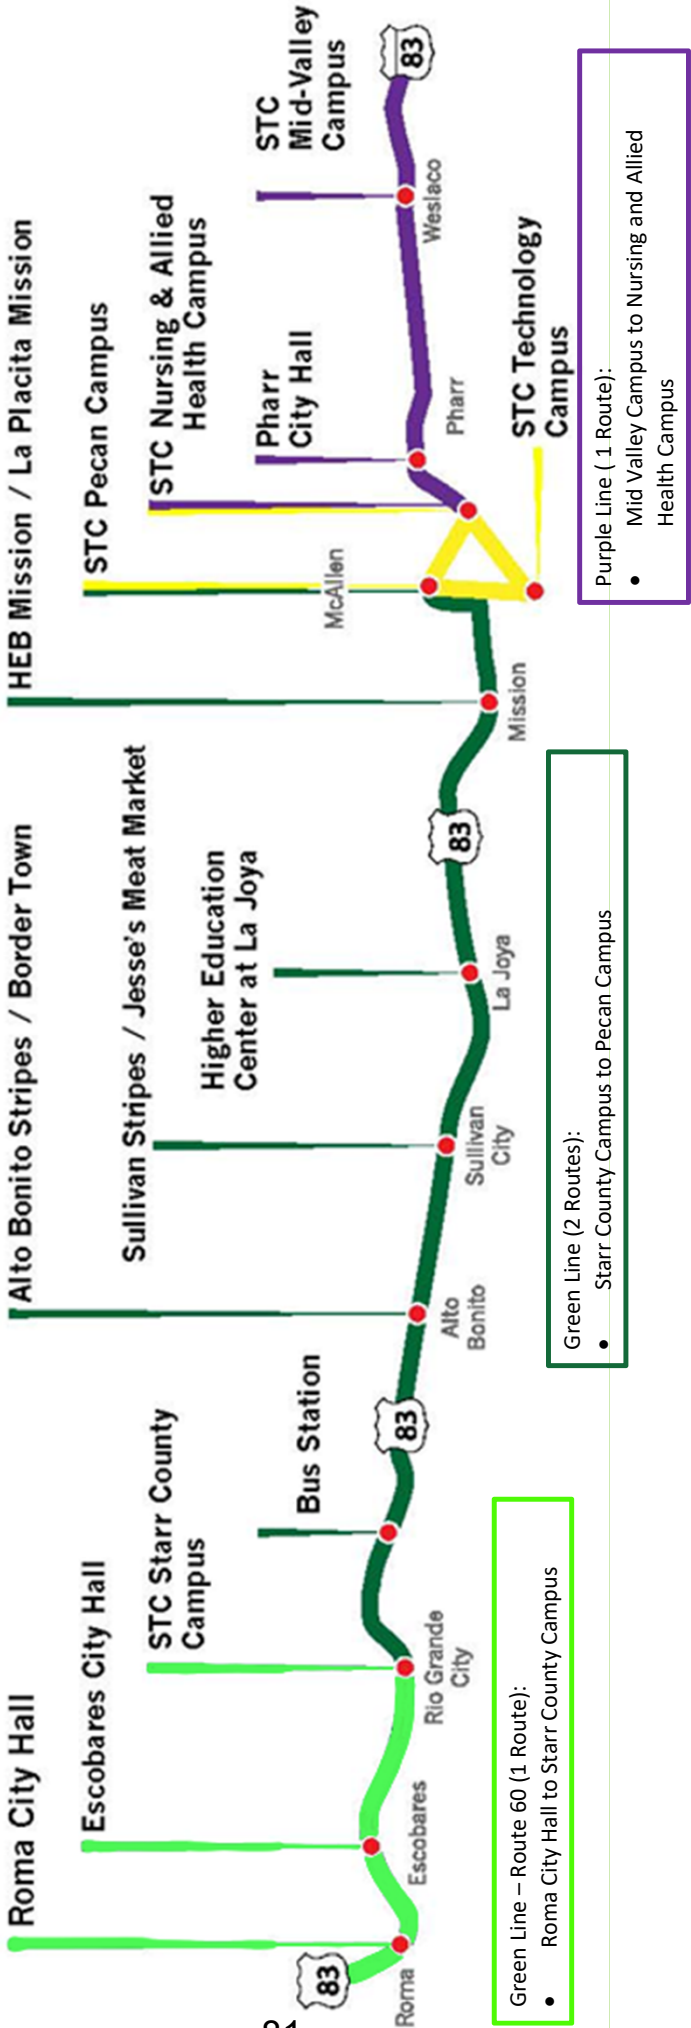 Roma City Hall
Escobares City Hall
STC Starr County
Campus
Bus Station
Alto Bonito Stripes / Border Town
Sullivan Stripes / Jesse's Meat Market
Higher Education
Center at La Joya
HEB Mission / La Placita Mission
STC Pecan Campus
STC Nursing & Allied
Health Campus
Pharr
City Hall
STC
Mid-Valley
Campus
STC Technology
Campus
83
83
83
83
Roma
Escobares
Rio Grande
City
Alto
Bonito
Sullivan
City
La Joya
Mission
McAllen
Pharr
Weslaco
Green Line – Route 60 (1 Route):
• Roma City Hall to Starr County Campus
Green Line (2 Routes):
• Starr County Campus to Pecan Campus
Purple Line ( 1 Route):
• Mid Valley Campus to Nursing and Allied
Health Campus